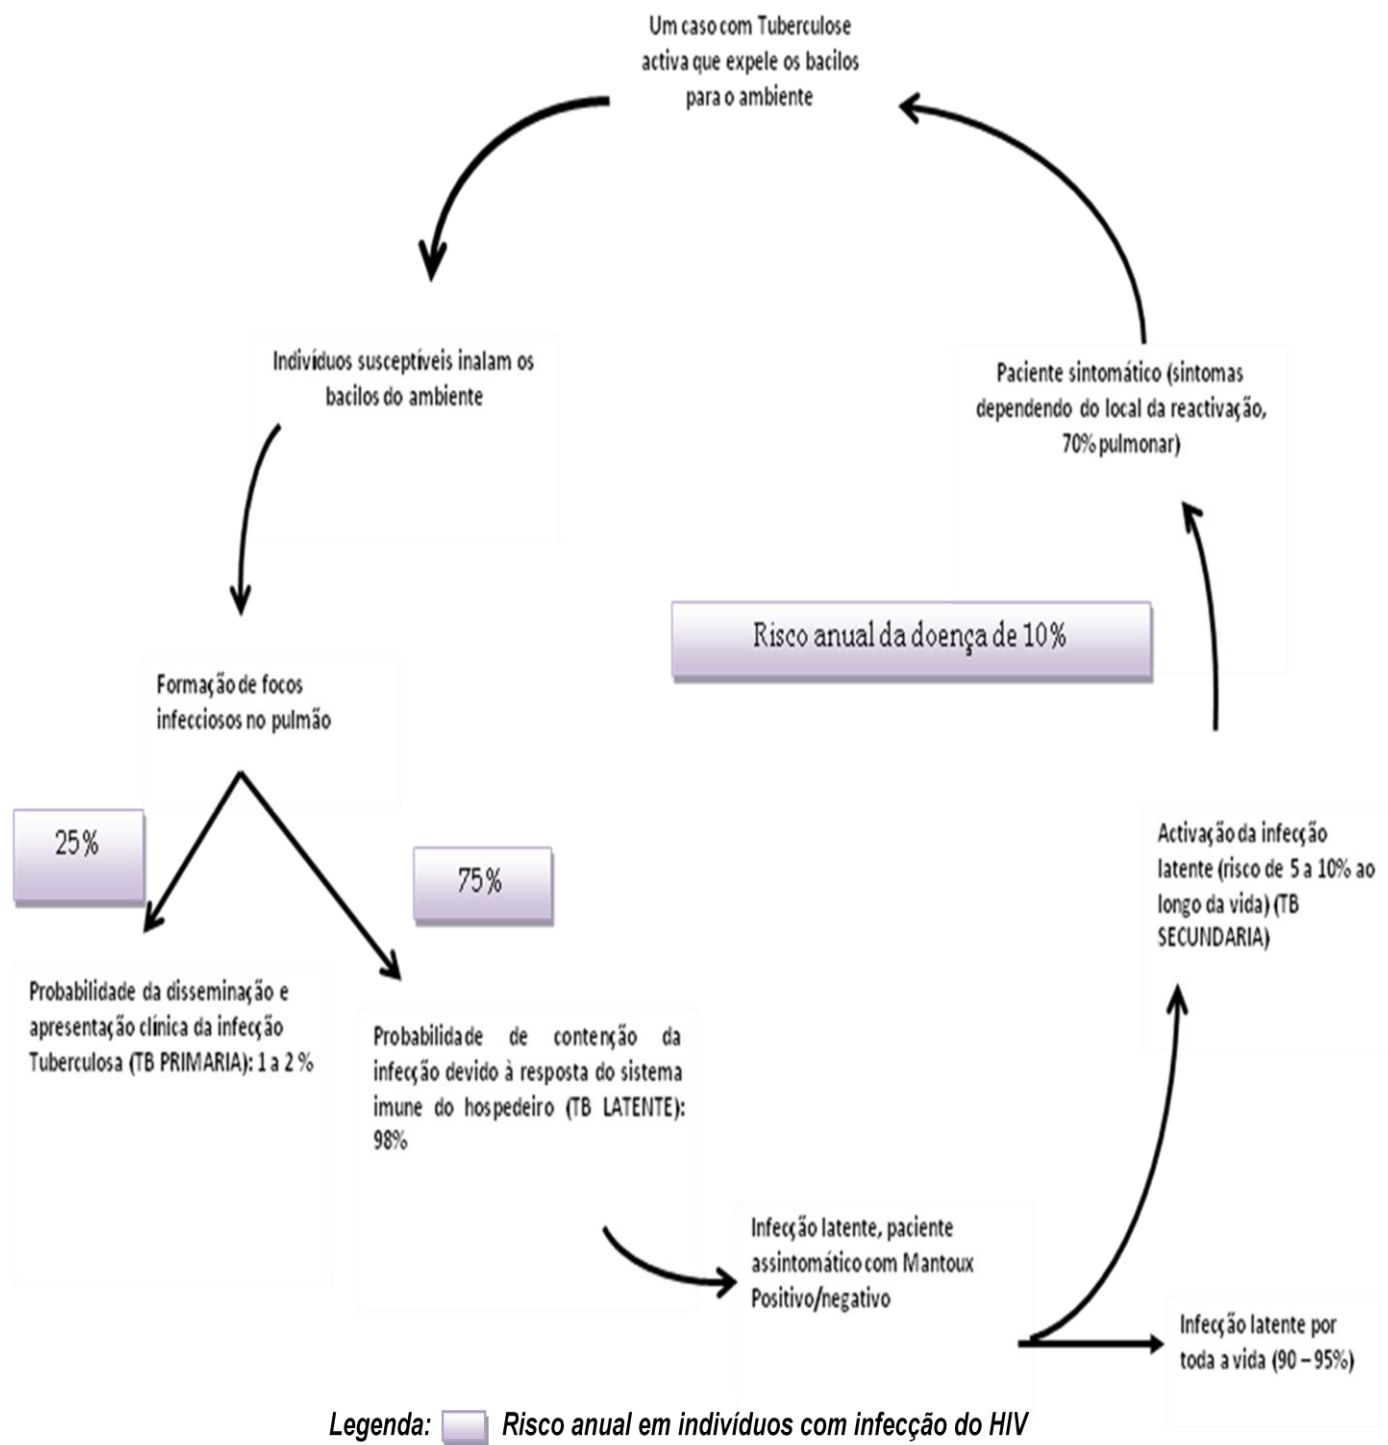 Um caso com Tuberculose
activa que expele os bacilos
para o ambiente
Indivíduos susceptíveis inalam os
bacilos do ambiente
Paciente sintomático (sintomas
dependendo do local da reactivação,
70% pulmonar)
Risco anual da doença de 10%
Formação de focos
infecciosos no pulmão
25%
75%
Activação da infecção
latente (risco de 5 a 10% ao
longo da vida) (TB
SECUNDARIA)
Probabilidade da disseminação e
apresentação clínica da infecção
Tuberculosa (TB PRIMARIA): 1 a 2 %
Probabilidade de contenção da
infecção devido à resposta do sistema
imune do hospedeiro (TB LATENTE):
98%
Infecção latente, paciente
assintomático com Mantoux
Positivo/negativo
Infecção latente por
toda a vida (90 – 95%)
Legenda: Risco anual em indivíduos com infecção do HIV